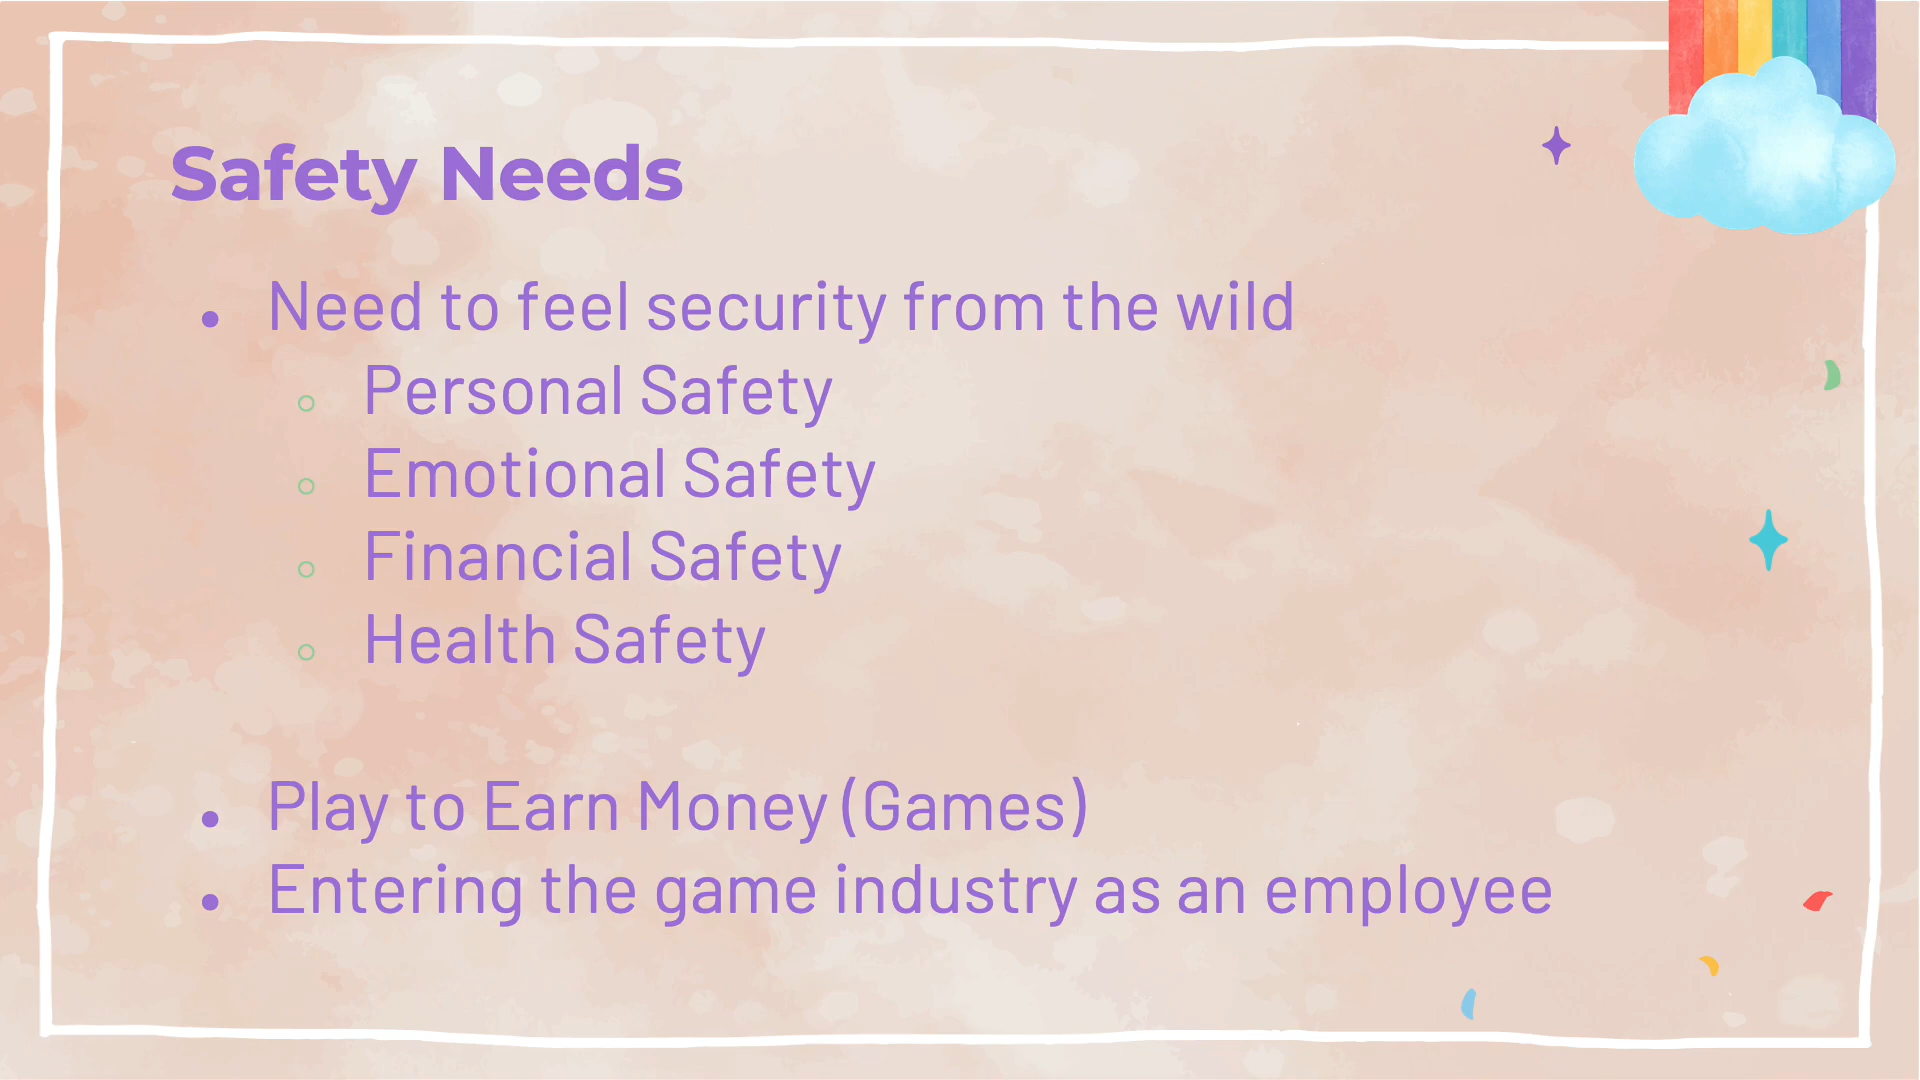 Safety Needs
• Need to feel security from the wild
○ Personal Safety
○ Emotional Safety
○ Financial Safety
○ Health Safety
• Play to Earn Money (Games)
• Entering the game industry as an employee